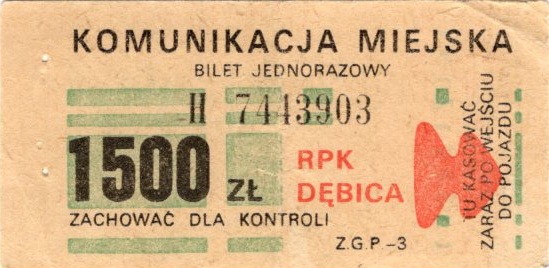 KOMUNIKACJA MIEJSKA
BILET JEDNORAZOWY
H 7443903
1500 ZŁ
RPK
DĘBICA
ZACHOWAĆ DLA KONTROLI
Z.G.P.-3
TU KASOWAĆ
ZARAZ PO WEJŚCIU
DO POJAZDU